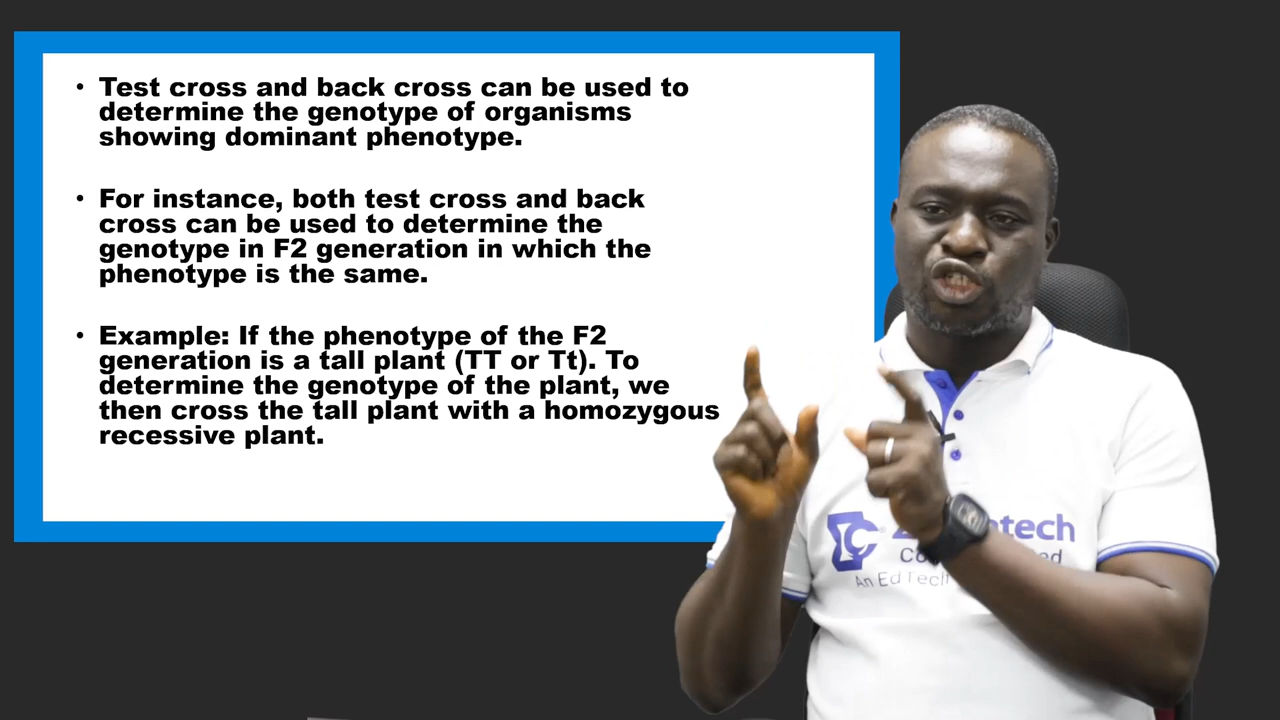 • Test cross and back cross can be used to
determine the genotype of organisms
showing dominant phenotype.
• For instance, both test cross and back
cross can be used to determine the
genotype in F2 generation in which the
phenotype is the same.
• Example: If the phenotype of the F2
generation is a tall plant (TT or Tt). To
determine the genotype of the plant, we
then cross the tall plant with a homozygous
recessive plant.
An Ed Tech